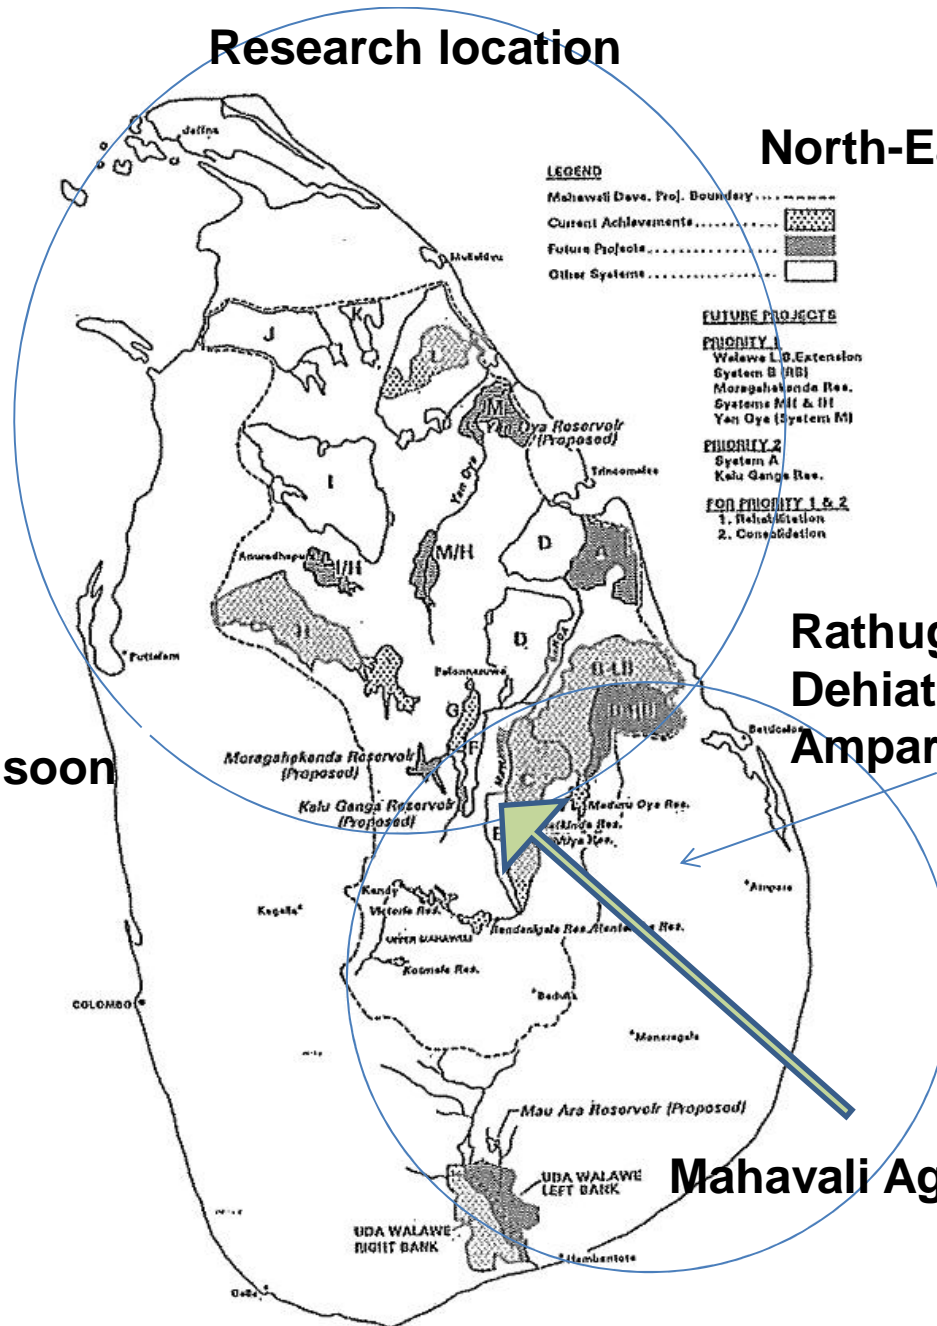 Research location
North-Ea
LEGEND
Mahaweli Deve. Proj. Boundary
Current Achievements
Future Projects
Other Systems
FUTURE PROJECTS
PRIORITY 1
Walawe L.B.Extension
System B (RB)
Moragahakanda Res.
Systems MH & IH
Yan Oya (System M)
PRIORITY 2
System A
Kalu Ganga Res.
FOR PRIORITY 1 & 2
1. Rehabilitation
2. Consolidation
Jaffna
Mullaitivu
J
K
L
M
Yan Oya Reservoir
(Proposed)
Yan Oya
Trincomalee
I
Anuradhapura
I/H
M/H
D
A
H
D
Puttalam
Polonnaruwa
G
F
Rathug
Dehiat
Ampar
Batticaloa
soon
Moragahakanda Reservoir
(Proposed)
Kalu Ganga Reservoir
(Proposed)
C
E
Maduru Oya Res.
Ampara
Kandy
Kegalla
Victoria Res.
Randenigala Res.
UPPER MAHAWELI
Kotmale Res.
COLOMBO
Badulla
Moneragala
Mau Ara Reservoir (Proposed)
UDA WALAWE
LEFT BANK
Mahavali Ag
UDA WALAWE
RIGHT BANK
Hambantota
Galle